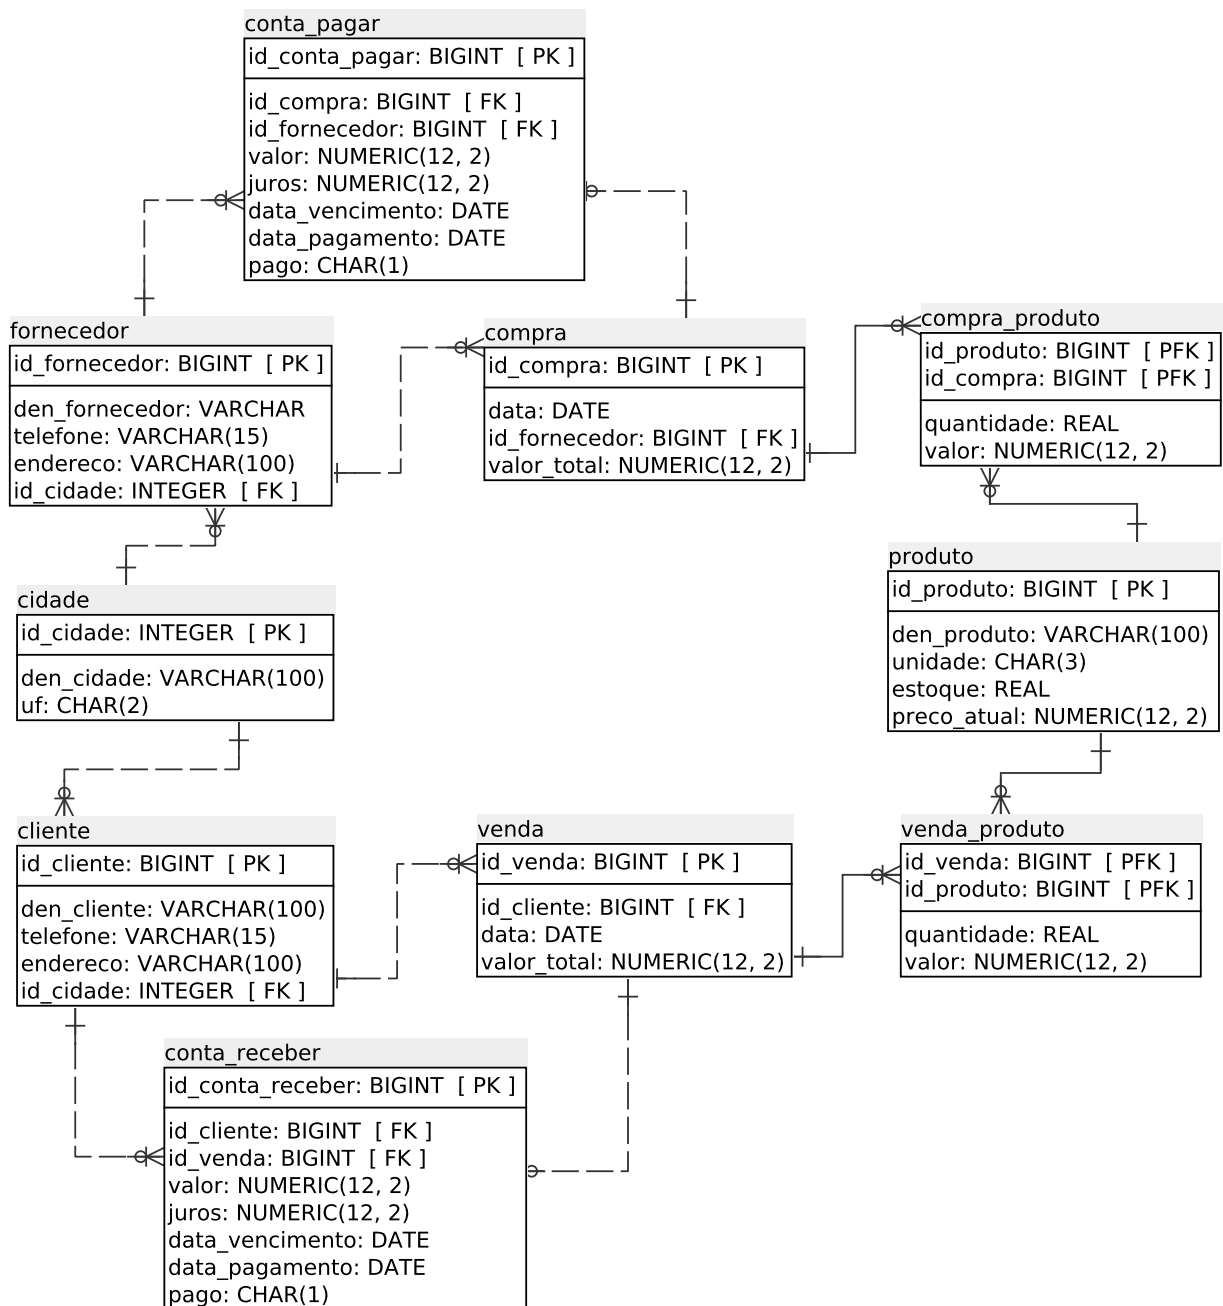 conta_pagar
id_conta_pagar: BIGINT [ PK ]
id_compra: BIGINT [ FK ]
id_fornecedor: BIGINT [ FK ]
valor: NUMERIC(12, 2)
juros: NUMERIC(12, 2)
data_vencimento: DATE
data_pagamento: DATE
pago: CHAR(1)
fornecedor
id_fornecedor: BIGINT [ PK ]
den_fornecedor: VARCHAR
telefone: VARCHAR(15)
endereco: VARCHAR(100)
id_cidade: INTEGER [ FK ]
compra
id_compra: BIGINT [ PK ]
data: DATE
id_fornecedor: BIGINT [ FK ]
valor_total: NUMERIC(12, 2)
compra_produto
id_produto: BIGINT [ PFK ]
id_compra: BIGINT [ PFK ]
quantidade: REAL
valor: NUMERIC(12, 2)
cidade
id_cidade: INTEGER [ PK ]
den_cidade: VARCHAR(100)
uf: CHAR(2)
produto
id_produto: BIGINT [ PK ]
den_produto: VARCHAR(100)
unidade: CHAR(3)
estoque: REAL
preco_atual: NUMERIC(12, 2)
cliente
id_cliente: BIGINT [ PK ]
den_cliente: VARCHAR(100)
telefone: VARCHAR(15)
endereco: VARCHAR(100)
id_cidade: INTEGER [ FK ]
venda
id_venda: BIGINT [ PK ]
id_cliente: BIGINT [ FK ]
data: DATE
valor_total: NUMERIC(12, 2)
venda_produto
id_venda: BIGINT [ PFK ]
id_produto: BIGINT [ PFK ]
quantidade: REAL
valor: NUMERIC(12, 2)
conta_receber
id_conta_receber: BIGINT [ PK ]
id_cliente: BIGINT [ FK ]
id_venda: BIGINT [ FK ]
valor: NUMERIC(12, 2)
juros: NUMERIC(12, 2)
data_vencimento: DATE
data_pagamento: DATE
pago: CHAR(1)